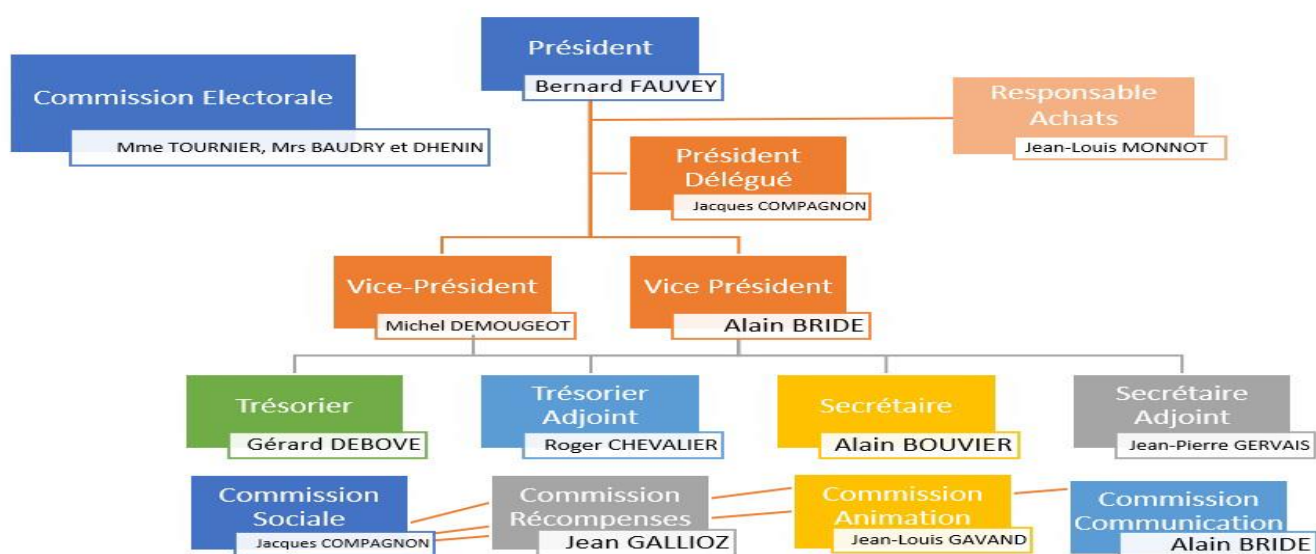 Président
Bernard FAUVEY
Commission Electorale
Mme TOURNIER, Mrs BAUDRY et DHENIN
Responsable
Achats
Jean-Louis MONNOT
Président
Délégué
Jacques COMPAGNON
Vice-Président
Michel DEMOUGEOT
Vice Président
Alain BRIDE
Trésorier
Gérard DEBOVE
Trésorier
Adjoint
Roger CHEVALIER
Secrétaire
Alain BOUVIER
Secrétaire
Adjoint
Jean-Pierre GERVAIS
Commission
Sociale
Jacques COMPAGNON
Commission
Récompenses
Jean GALLIOZ
Commission
Animation
Jean-Louis GAVAND
Commission
Communication
Alain BRIDE